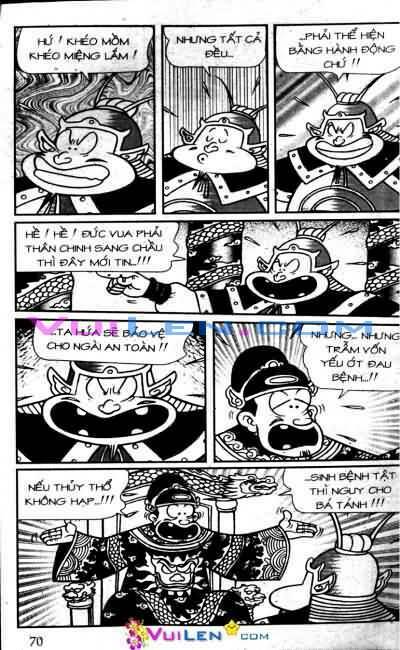 HỨ ! KHÉO MỒM
KHÉO MIỆNG LẮM !
NHƯNG TẤT CẢ
ĐỀU...
...PHẢI THỂ HIỆN
BẰNG HÀNH ĐỘNG
CHỨ !!
HỀ ! HỀ ! ĐỨC VUA PHẢI
THÂN CHINH SANG CHẦU
THÌ ĐÂY MỚI TIN...!!!
VuiLen.com
...TA HỨA SẼ BẢO VỆ
CHO NGÀI AN TOÀN !!
NHƯNG... NHƯNG
TRẪM VỐN
YẾU ỚT ĐAU
BỆNH...!!
NẾU THỦY THỔ
KHÔNG HẠP...!!!
...SINH BỆNH TẬT
THÌ NGUY CHO
BÁ TÁNH !!!
70
VuiLen.com